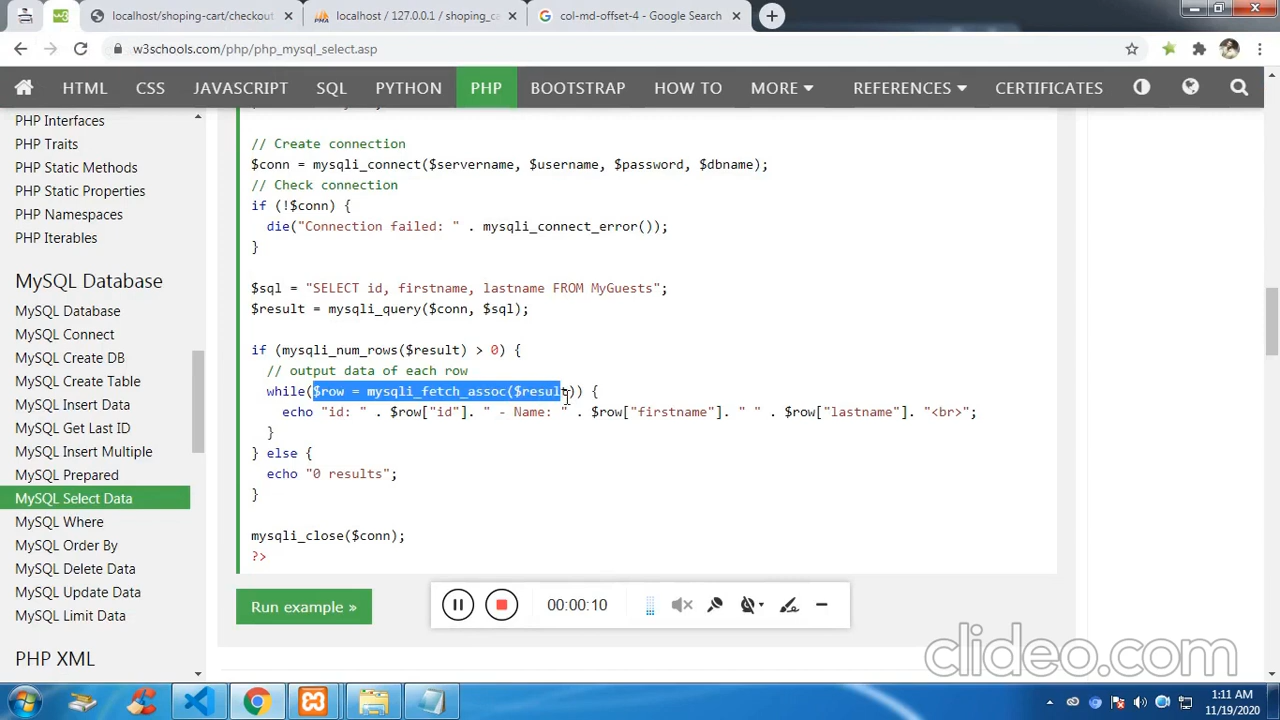 localhost/shoping-cart/checkout
localhost / 127.0.0.1 / shoping_ca
col-md-offset-4 - Google Search
w3schools.com/php/php_mysql_select.asp
HTML CSS JAVASCRIPT SQL PYTHON PHP BOOTSTRAP HOW TO MORE REFERENCES CERTIFICATES
PHP Interfaces
PHP Traits
PHP Static Methods
PHP Static Properties
PHP Namespaces
PHP Iterables
MySQL Database
MySQL Database
MySQL Connect
MySQL Create DB
MySQL Create Table
MySQL Insert Data
MySQL Get Last ID
MySQL Insert Multiple
MySQL Prepared
MySQL Select Data
MySQL Where
MySQL Order By
MySQL Delete Data
MySQL Update Data
MySQL Limit Data
PHP XML
// Create connection
$conn = mysqli_connect($servername, $username, $password, $dbname);
// Check connection
if (!$conn) {
die("Connection failed: " . mysqli_connect_error());
}
$sql = "SELECT id, firstname, lastname FROM MyGuests";
$result = mysqli_query($conn, $sql);
if (mysqli_num_rows($result) > 0) {
// output data of each row
while($row = mysqli_fetch_assoc($result)) {
echo "id: " . $row["id"]. " - Name: " . $row["firstname"]. " " . $row["lastname"]. "<br>";
}
} else {
echo "0 results";
}
mysqli_close($conn);
?>
Run example »
00:00:10
clideo.com
1:11 AM
11/19/2020